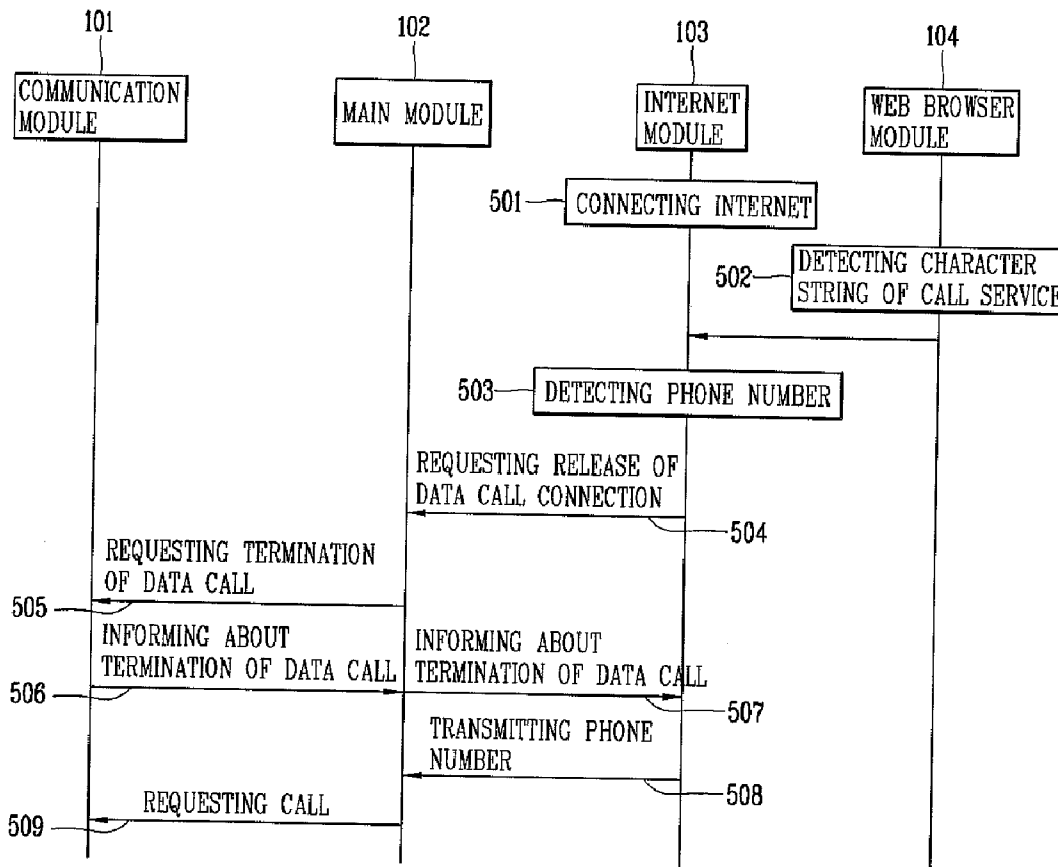 101
102
103
104
COMMUNICATION
MODULE
MAIN MODULE
INTERNET
MODULE
WEB BROWSER
MODULE
501
CONNECTING INTERNET
502
DETECTING CHARACTER
STRING OF CALL SERVICE
503
DETECTING PHONE NUMBER
REQUESTING RELEASE OF
DATA CALL CONNECTION
504
REQUESTING TERMINATION
OF DATA CALL
505
INFORMING ABOUT
TERMINATION OF DATA CALL
506
INFORMING ABOUT
TERMINATION OF DATA CALL
507
TRANSMITTING PHONE
NUMBER
508
REQUESTING CALL
509